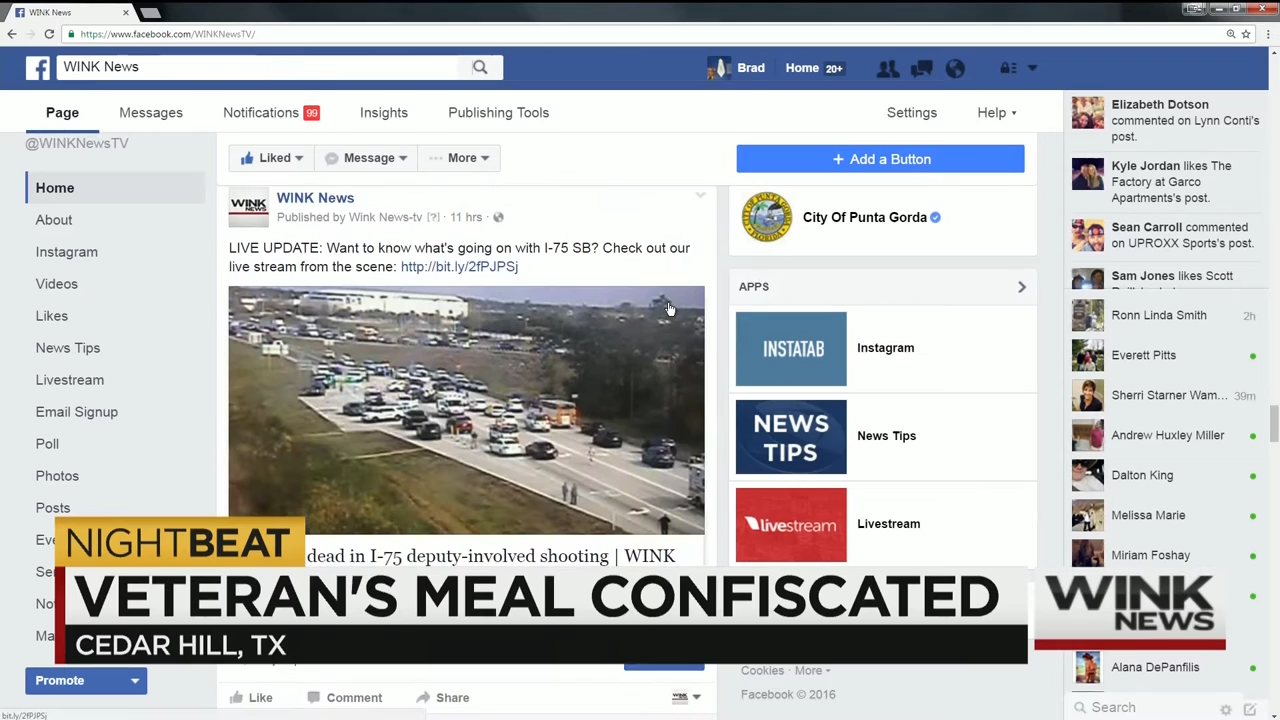 WINK News
https://www.facebook.com/WINKNewsTV/
WINK News
Brad
Home 20+
Page
Messages
Notifications 99
Insights
Publishing Tools
Settings
Help
@WINKNewsTV
Home
About
Instagram
Videos
Likes
News Tips
Livestream
Email Signup
Poll
Photos
Posts
Promote
Liked
Message
More
+ Add a Button
WINK NEWS
WINK News
Published by Wink News-tv [?] · 11 hrs ·
LIVE UPDATE: Want to know what's going on with I-75 SB? Check out our
live stream from the scene: http://bit.ly/2fPJPSj
dead in I-75 deputy-involved shooting | WINK
Like
Comment
Share
City Of Punta Gorda
APPS
INSTATAB
Instagram
NEWS
TIPS
News Tips
livestream
Livestream
Cookies · More
Facebook © 2016
Elizabeth Dotson
commented on Lynn Conti's
post.
Kyle Jordan likes The
Factory at Garco
Apartments's post.
Sean Carroll commented
on UPROXX Sports's post.
Sam Jones likes Scott
Ronn Linda Smith 2h
Everett Pitts
Sherri Starner Wam... 39m
Andrew Huxley Miller
Dalton King
Melissa Marie
Miriam Foshay
Alana DePanfilis
Search
NIGHTBEAT
VETERAN'S MEAL CONFISCATED
CEDAR HILL, TX
WINK
NEWS
bit.ly/2fPJPSj